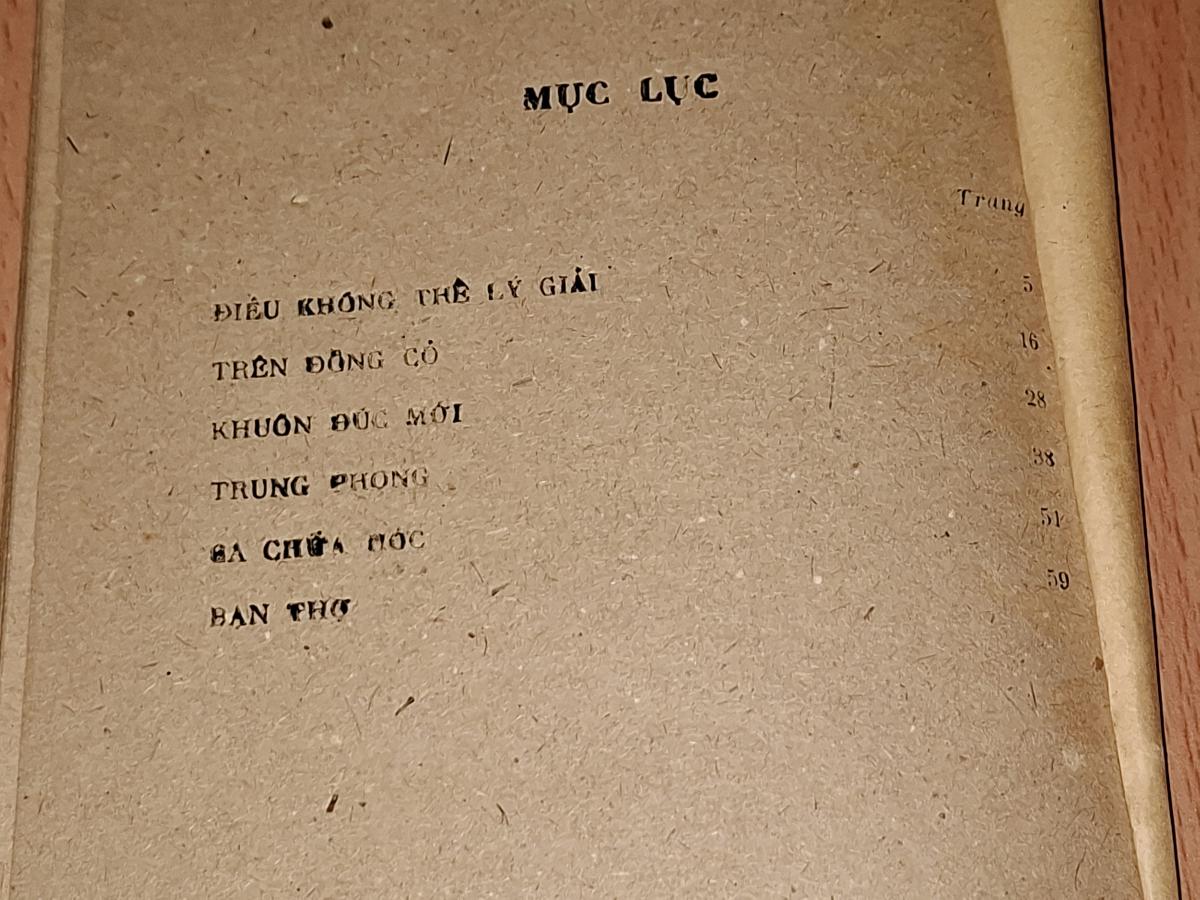 MỤC LỤC
Trang
ĐIỀU KHÔNG THỂ LÝ GIẢI 5
TRÊN ĐỒNG CỎ 16
KHUÔN ĐÚC MỚI 28
TRUNG PHONG 38
CHỮA 51
BẠN THỢ 59